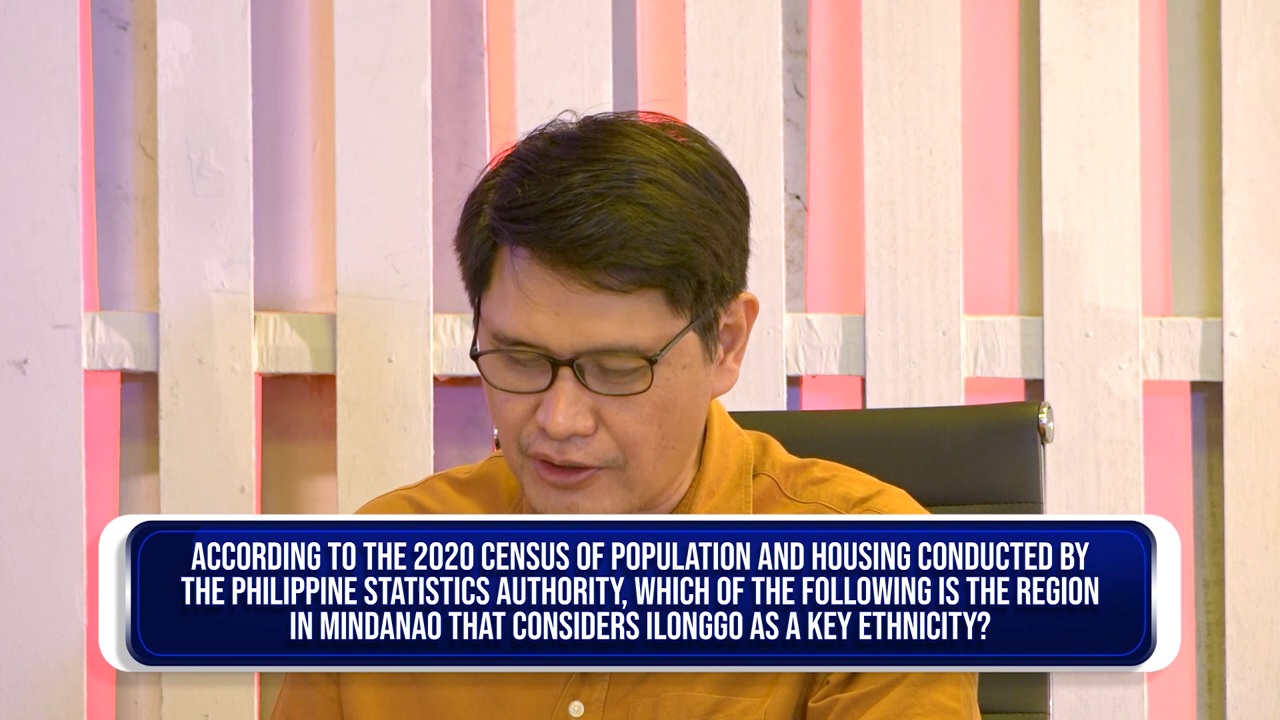 ACCORDING TO THE 2020 CENSUS OF POPULATION AND HOUSING CONDUCTED BY
THE PHILIPPINE STATISTICS AUTHORITY, WHICH OF THE FOLLOWING IS THE REGION
IN MINDANAO THAT CONSIDERS ILONGGO AS A KEY ETHNICITY?